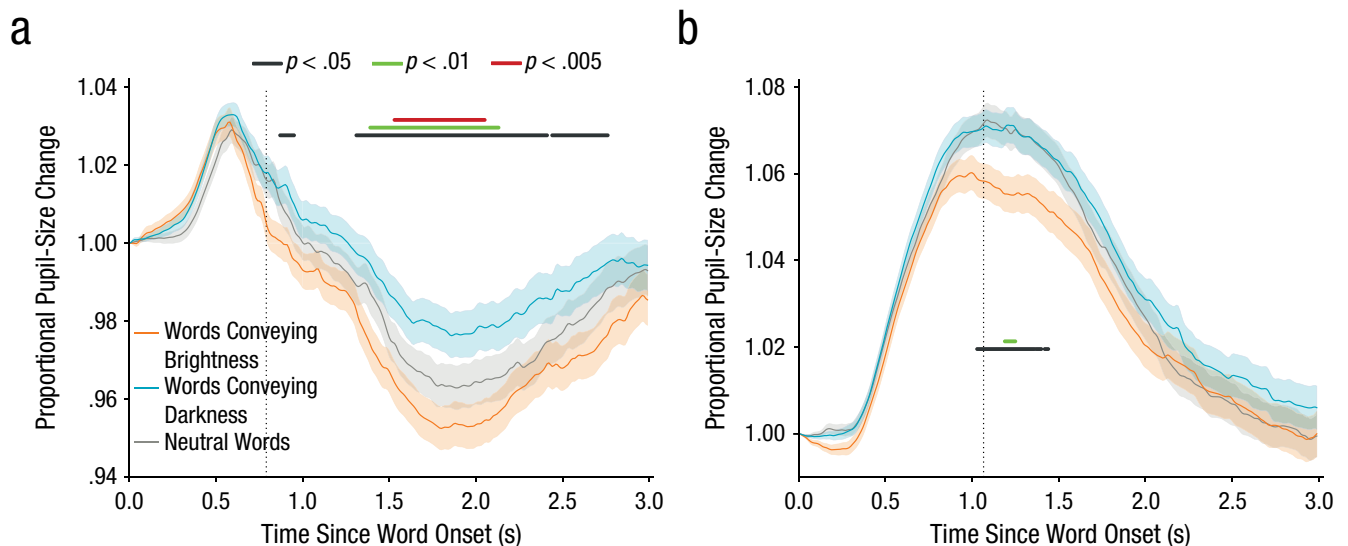 a
p < .05 p < .01 p < .005
1.04
1.02
1.00
.98
.96
.94
Proportional Pupil-Size Change
Words Conveying
Brightness
Words Conveying
Darkness
Neutral Words
0.0 0.5 1.0 1.5 2.0 2.5 3.0
Time Since Word Onset (s)
b
1.08
1.06
1.04
1.02
1.00
Proportional Pupil-Size Change
0.0 0.5 1.0 1.5 2.0 2.5 3.0
Time Since Word Onset (s)